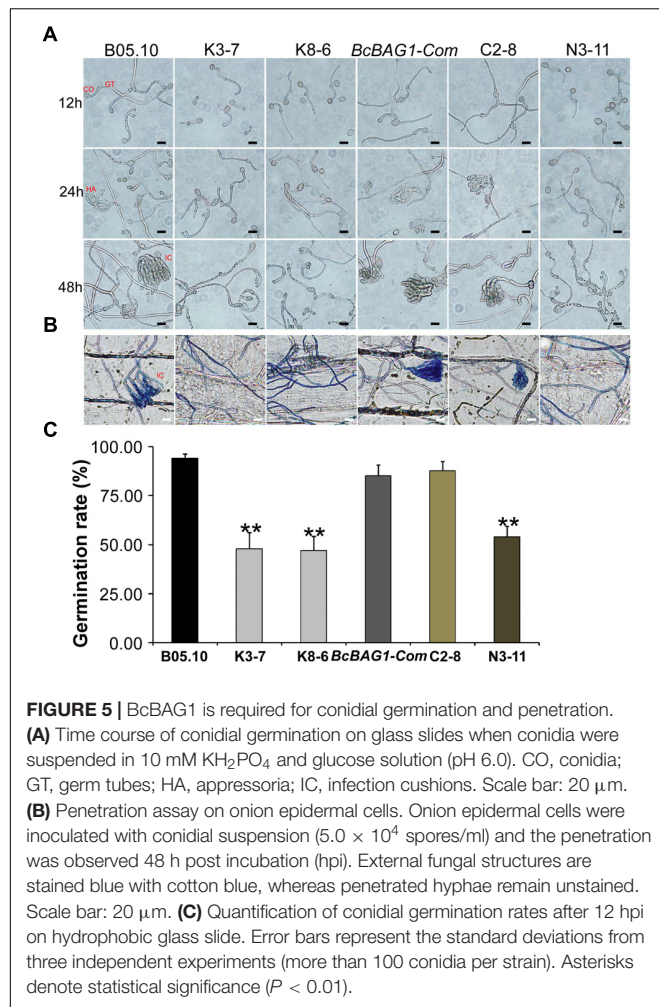 A
B05.10 K3-7 K8-6 BcBAG1-Com C2-8 N3-11
12h
CO GT
24h
HA
48h
IC
B
IC
C
Germination rate (%)
100.00
75.00
50.00
25.00
0.00
** ** **
B05.10 K3-7 K8-6 BcBAG1-Com C2-8 N3-11
FIGURE 5 | BcBAG1 is required for conidial germination and penetration.
(A) Time course of conidial germination on glass slides when conidia were
suspended in 10 mM KH₂PO₄ and glucose solution (pH 6.0). CO, conidia;
GT, germ tubes; HA, appressoria; IC, infection cushions. Scale bar: 20 μm.
(B) Penetration assay on onion epidermal cells. Onion epidermal cells were
inoculated with conidial suspension (5.0 × 10⁴ spores/ml) and the penetration
was observed 48 h post incubation (hpi). External fungal structures are
stained blue with cotton blue, whereas penetrated hyphae remain unstained.
Scale bar: 20 μm. (C) Quantification of conidial germination rates after 12 hpi
on hydrophobic glass slide. Error bars represent the standard deviations from
three independent experiments (more than 100 conidia per strain). Asterisks
denote statistical significance (P < 0.01).